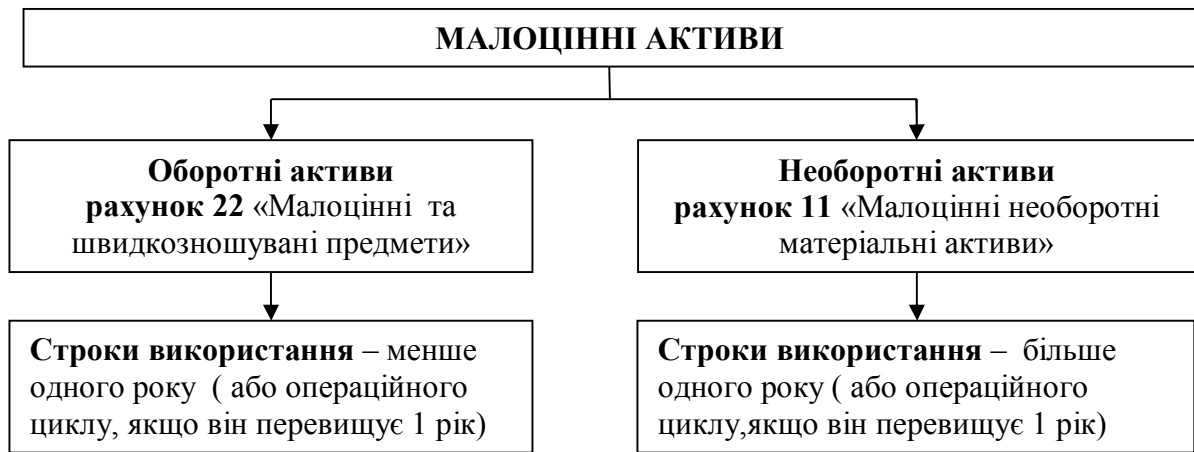 МАЛОЦІННІ АКТИВИ
Оборотні активи
рахунок 22 «Малоцінні та
швидкозношувані предмети»
Необоротні активи
рахунок 11 «Малоцінні необоротні
матеріальні активи»
Строки використання – менше
одного року ( або операційного
циклу, якщо він перевищує 1 рік)
Строки використання – більше
одного року ( або операційного
циклу,якщо він перевищує 1 рік)